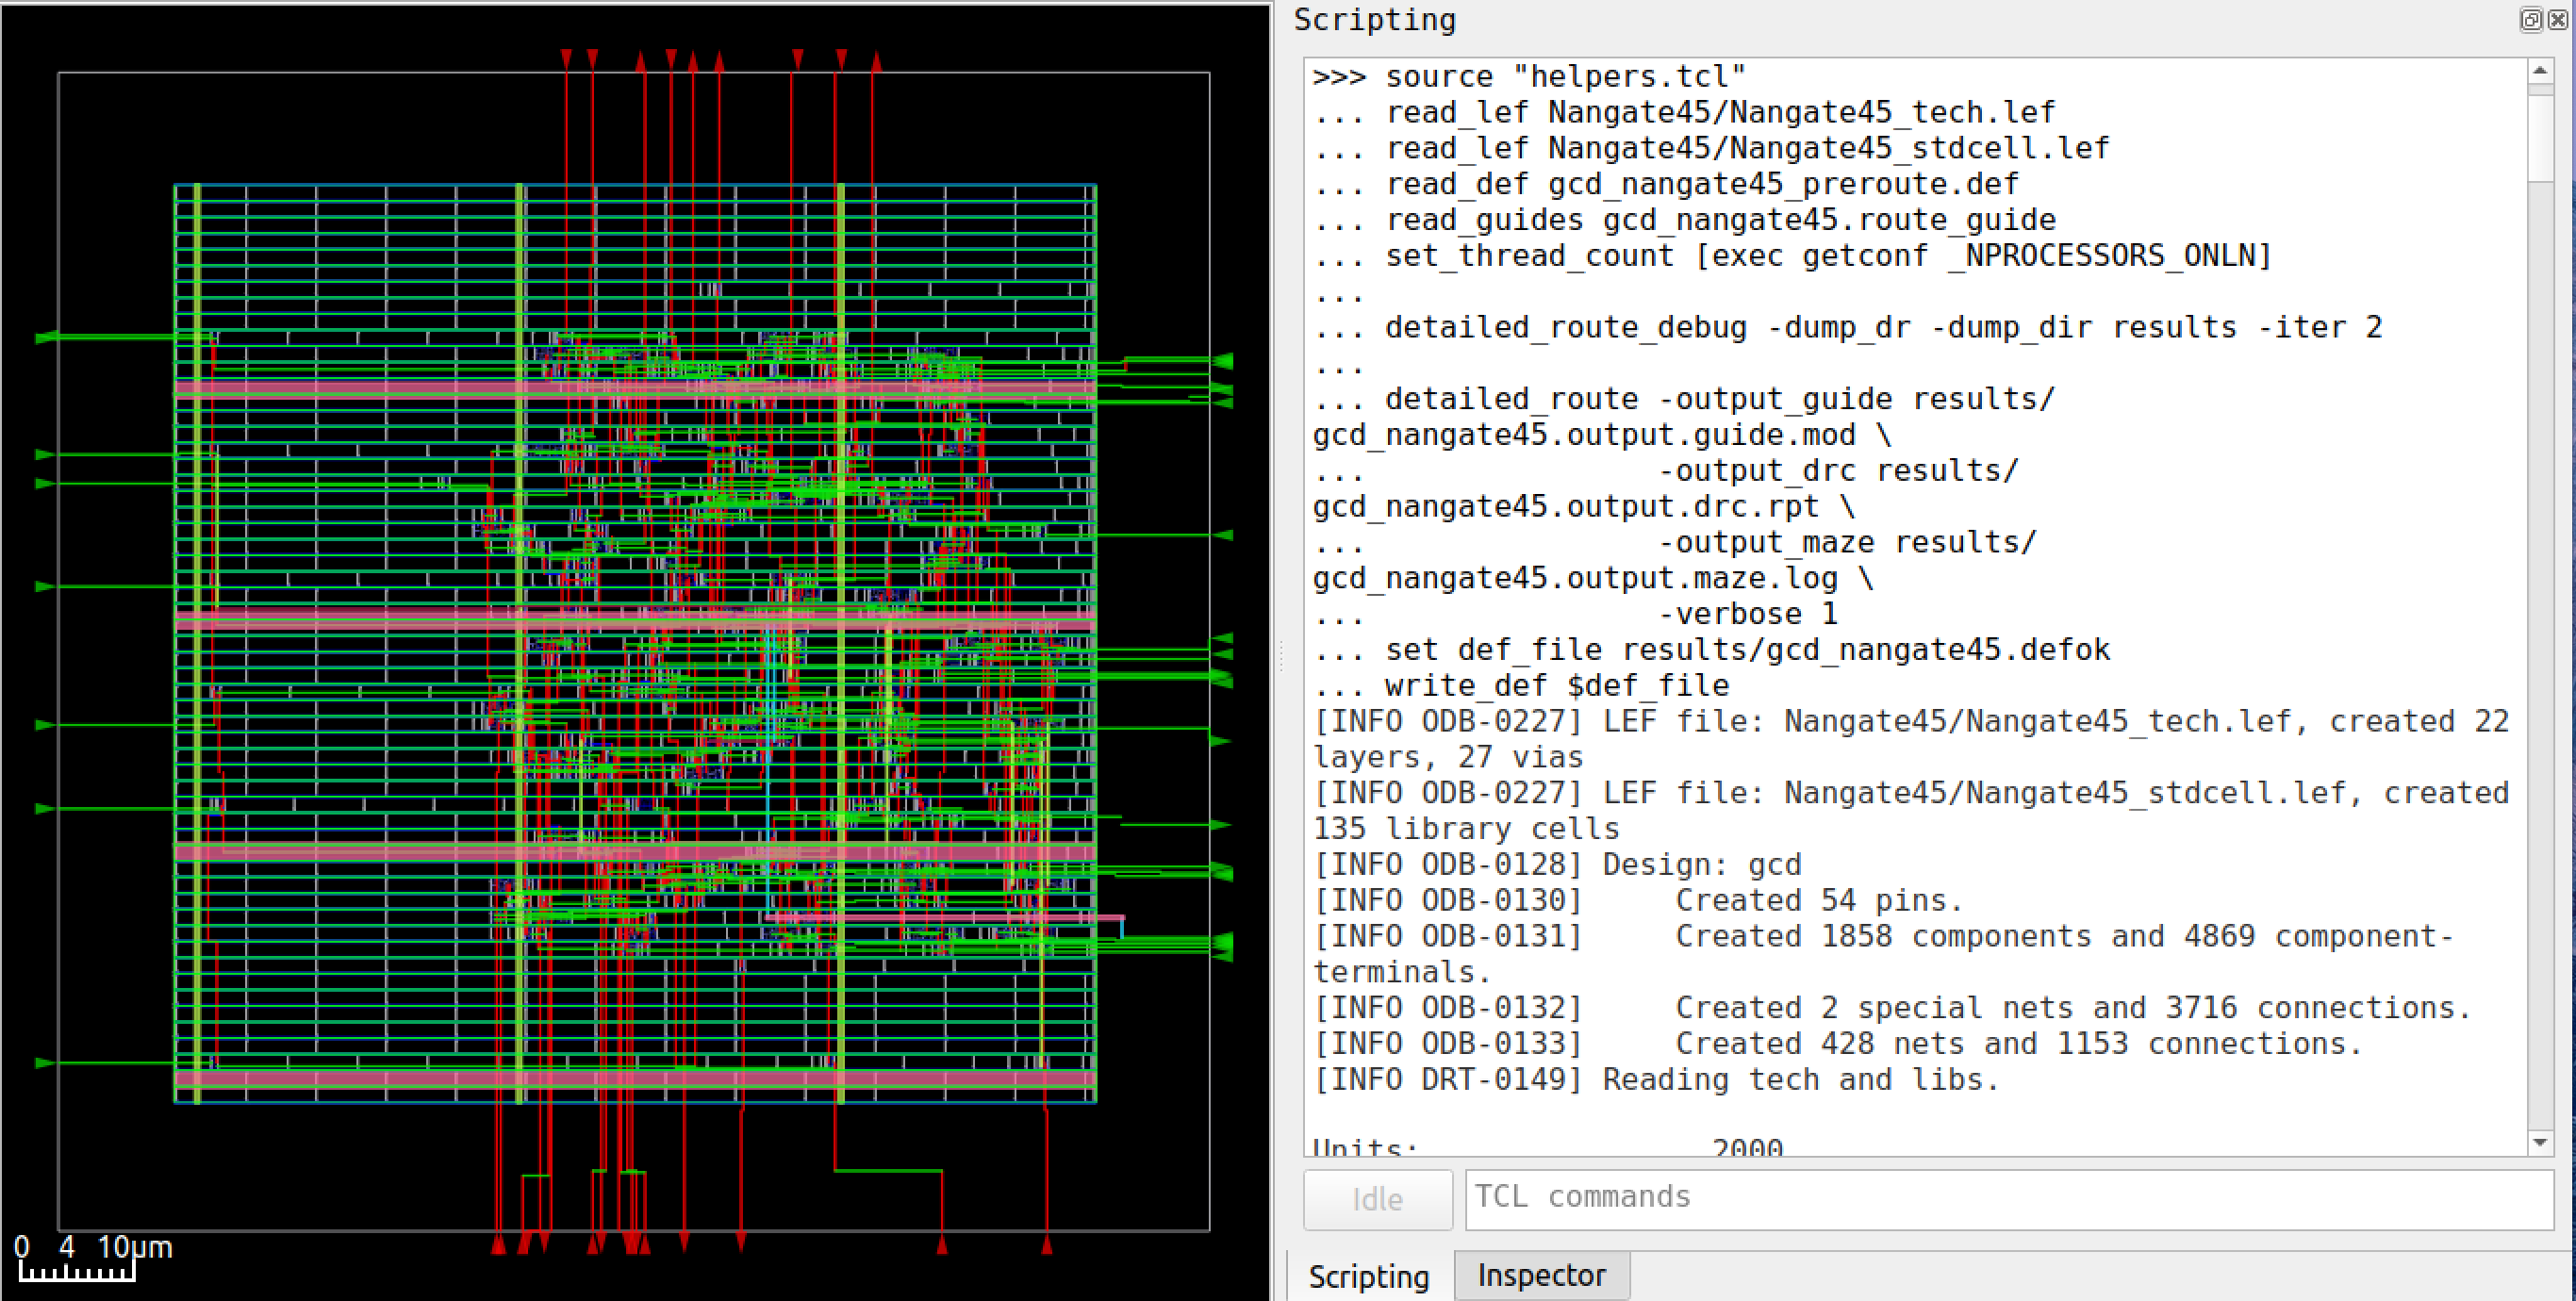 Scripting
>>> source "helpers.tcl"
... read_lef Nangate45/Nangate45_tech.lef
... read_lef Nangate45/Nangate45_stdcell.lef
... read_def gcd_nangate45_preroute.def
... read_guides gcd_nangate45.route_guide
... set_thread_count [exec getconf _NPROCESSORS_ONLN]
...
... detailed_route_debug -dump_dr -dump_dir results -iter 2
...
... detailed_route -output_guide results/
gcd_nangate45.output.guide.mod \
...                -output_drc results/
gcd_nangate45.output.drc.rpt \
...                -output_maze results/
gcd_nangate45.output.maze.log \
...                -verbose 1
... set def_file results/gcd_nangate45.defok
... write_def $def_file
[INFO ODB-0227] LEF file: Nangate45/Nangate45_tech.lef, created 22
layers, 27 vias
[INFO ODB-0227] LEF file: Nangate45/Nangate45_stdcell.lef, created
135 library cells
[INFO ODB-0128] Design: gcd
[INFO ODB-0130]     Created 54 pins.
[INFO ODB-0131]     Created 1858 components and 4869 component-
terminals.
[INFO ODB-0132]     Created 2 special nets and 3716 connections.
[INFO ODB-0133]     Created 428 nets and 1153 connections.
[INFO DRT-0149] Reading tech and libs.
Units:                2000
Idle
TCL commands
Scripting
Inspector
0 4 10µm